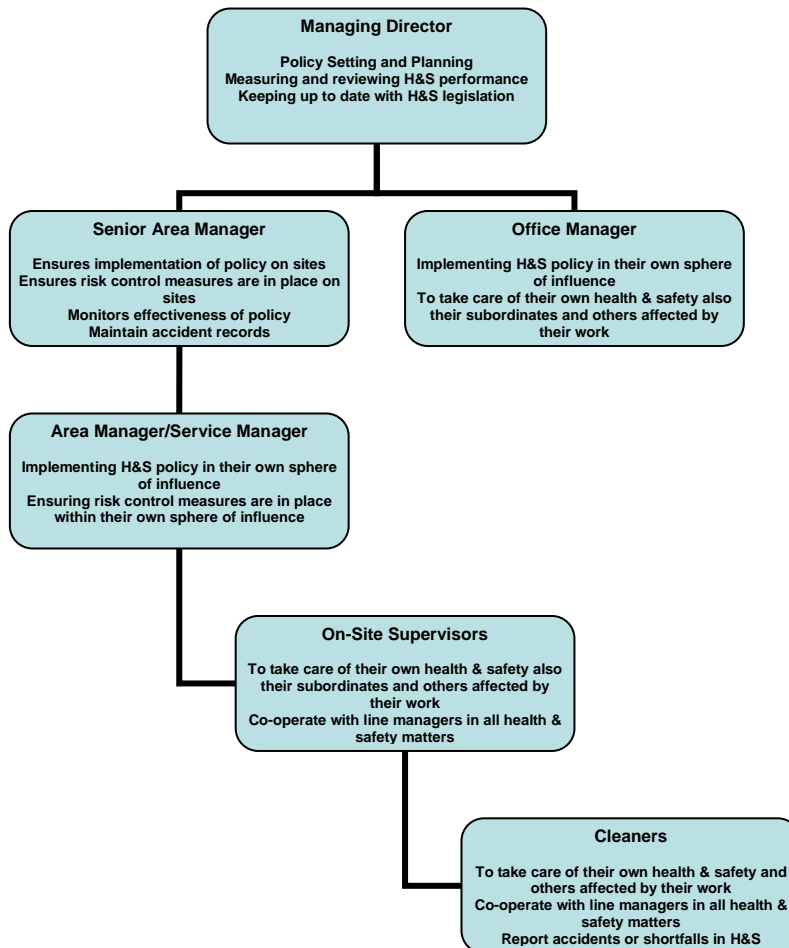 Managing Director
Policy Setting and Planning
Measuring and reviewing H&S performance
Keeping up to date with H&S legislation
Senior Area Manager
Ensures implementation of policy on sites
Ensures risk control measures are in place on
sites
Monitors effectiveness of policy
Maintain accident records
Office Manager
Implementing H&S policy in their own sphere
of influence
To take care of their own health & safety also
their subordinates and others affected by
their work
Area Manager/Service Manager
Implementing H&S policy in their own sphere
of influence
Ensuring risk control measures are in place
within their own sphere of influence
On-Site Supervisors
To take care of their own health & safety also
their subordinates and others affected by
their work
Co-operate with line managers in all health &
safety matters
Cleaners
To take care of their own health & safety and
others affected by their work
Co-operate with line managers in all health &
safety matters
Report accidents or shortfalls in H&S